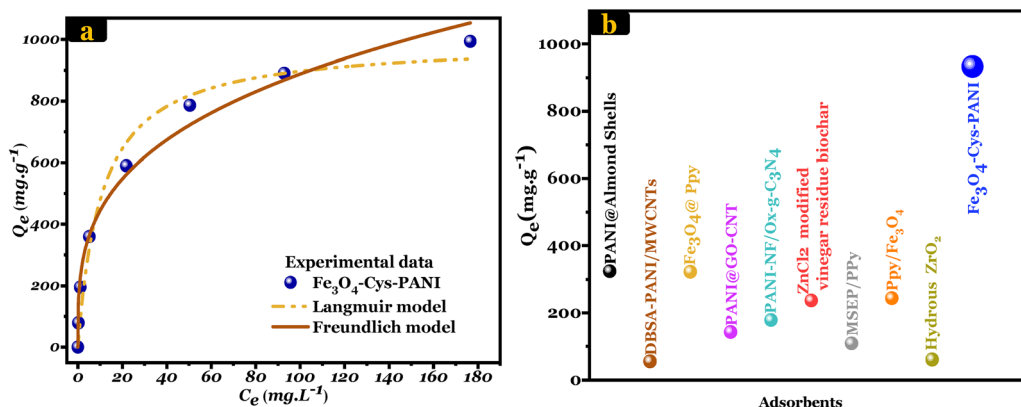 a
Qe (mg.g-1)
1000
800
600
400
200
0
Experimental data
Fe3O4-Cys-PANI
Langmuir model
Freundlich model
0 20 40 60 80 100 120 140 160 180
Ce (mg.L-1)
b
Qe(mg.g-1)
1000
800
600
400
200
0
PANI@Almond Shells
DBSA-PANI/MWCNTs
Fe3O4@ Ppy
PANI@GO-CNT
PANI-NF/Ox-g-C3N4
ZnCl2 modified
vinegar residue biochar
MSEP/PPy
Ppy/Fe3O4
Hydrous ZrO2
Fe3O4-Cys-PANI
Adsorbents